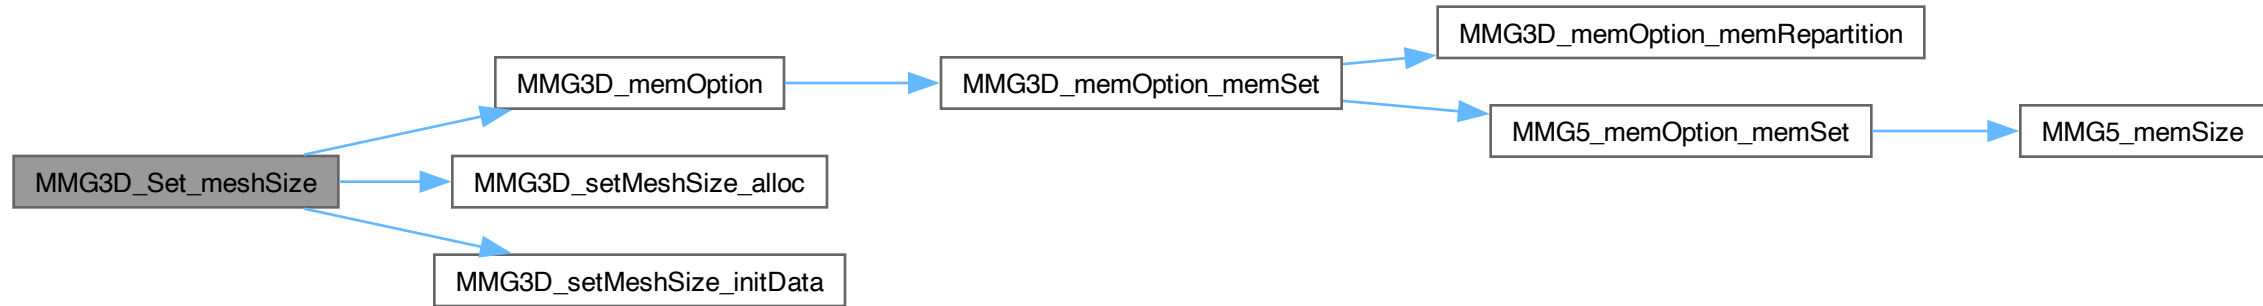 MMG3D_memOption_memRepartition
MMG3D_memOption
MMG3D_memOption_memSet
MMG5_memOption_memSet
MMG5_memSize
MMG3D_Set_meshSize
MMG3D_setMeshSize_alloc
MMG3D_setMeshSize_initData